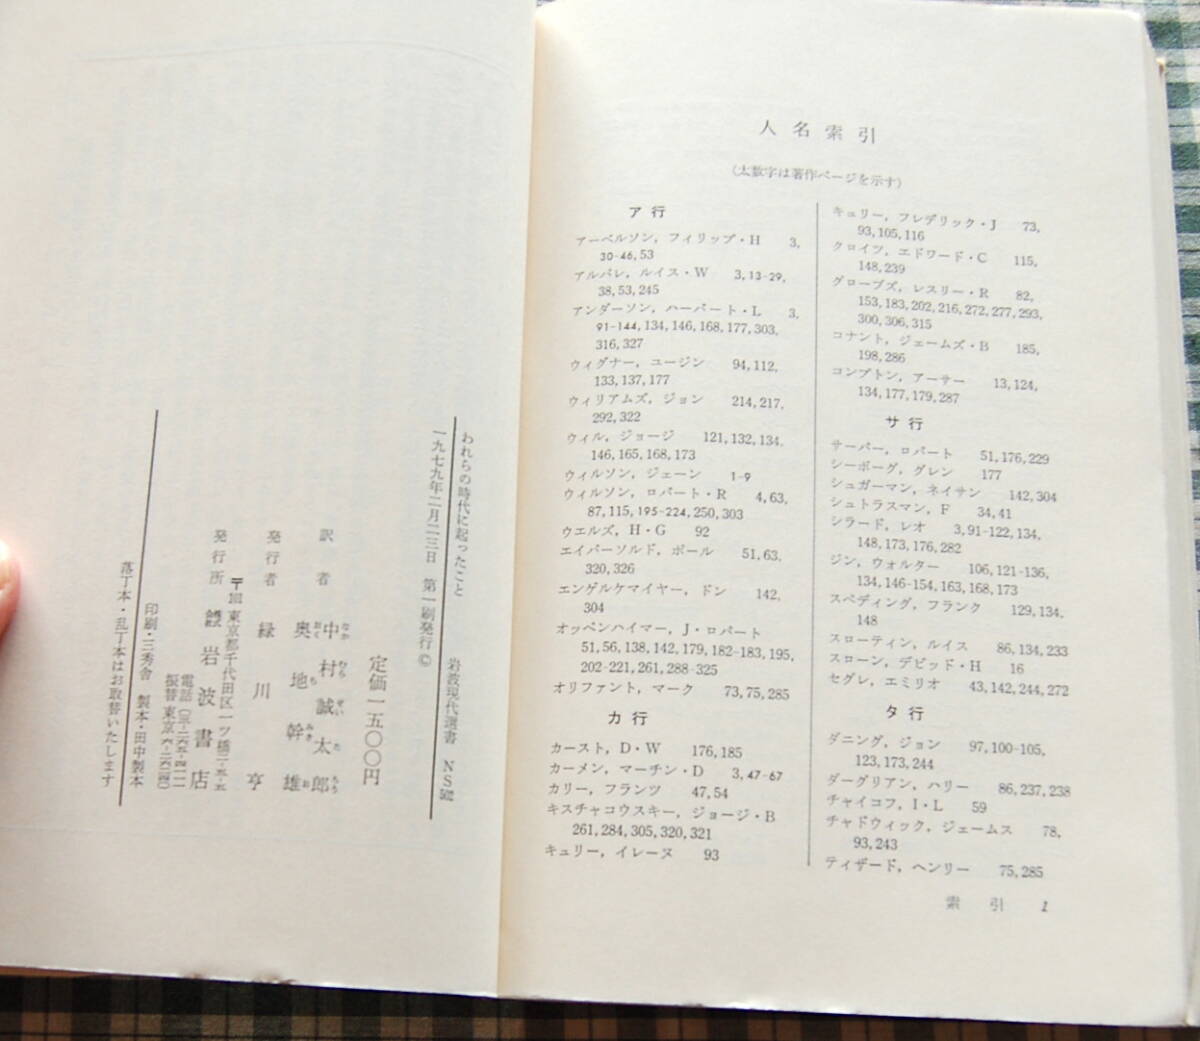 われらの時代に起ったこと 岩波現代選書 NS
一九七九年二月二三日 第一刷発行©
定価一五〇〇円
訳者 中村誠太郎
なか むら せい た ろう
奥地幹雄
おく ち みき お
発行者 緑川亨
〒101 東京都千代田区一ツ橋二-五-五
発行所 株式会社 岩波書店
印刷・三秀舎 製本・田中製本
落丁本・乱丁本はお取替いたします
人名索引
(太数字は著作ページを示す)
ア行
アーベルソン,フィリップ・H 3,
30-46,53
アルバレ,ルイス・W 3,13-29,
38,53,245
アンダーソン,ハーバート・L 3,
91-144,134,146,168,177,303,
316,327
ウィグナー,ユージン 94,112,
133,137,177
ウィリアムズ,ジョン 214,217,
292,322
ウィル,ジョージ 121,132,134,
146,165,168,173
ウィルソン,ジェーン 1-9
ウィルソン,ロバート・R 4,63,
87,115,195-224,250,303
ウエルズ,H・G 92
エイバーソルド,ポール 51,63,
320,326
エンゲルケマイヤー,ドン 142,
304
オッペンハイマー,J・ロバート
51,56,138,142,179,182-183,195,
202-221,261,288-325
オリファント,マーク 73,75,285
カ行
カースト,D・W 176,185
カーメン,マーチン・D 3,47-67
カリー,フランツ 47,54
キスチャコウスキー,ジョージ・B
261,284,305,320,321
キュリー,イレーヌ 93
キュリー,フレデリック・J 73,
93,105,116
クロイツ,エドワード・C 115,
148,239
グローブズ,レスリー・R 82,
153,183,202,216,272,277,293,
300,306,315
コナント,ジェームズ・B 185,
198,286
コンプトン,アーサー 13,124,
134,177,179,287
サ行
サーバー,ロバート 51,176,229
シーボーグ,グレン 177
シュガーマン,ネイサン 142,304
シュトラスマン,F 34,41
シラード,レオ 3,91-122,134,
148,173,176,282
ジン,ウォルター 106,121-136,
134,146-154,163,168,173
スペディング,フランク 129,134,
148
スローティン,ルイス 86,134,233
スローン,デビッド・H 16
セグレ,エミリオ 43,142,244,272
タ行
ダニング,ジョン 97,100-105,
123,173,244
ダーグリアン,ハリー 86,237,238
チャイコフ,I・L 59
チャドウィック,ジェームス 78,
93,243
ティザード,ヘンリー 75,285
索引 1